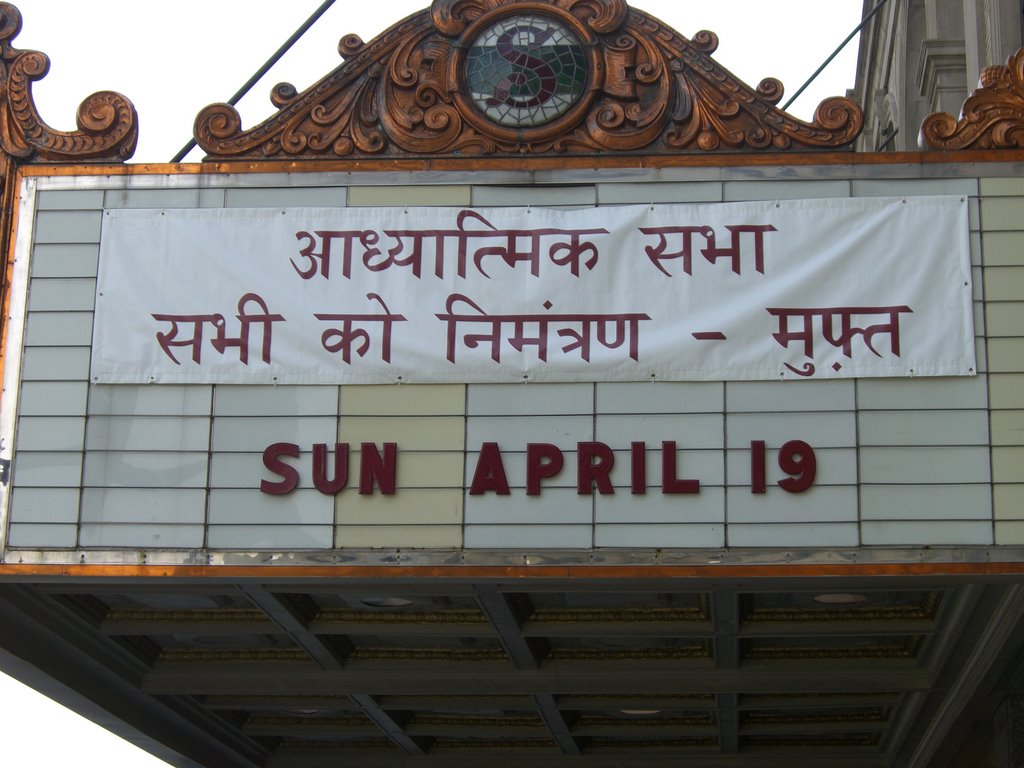 S
आध्यात्मिक सभा
सभी को निमंत्रण - मुफ़्त
SUN APRIL 19